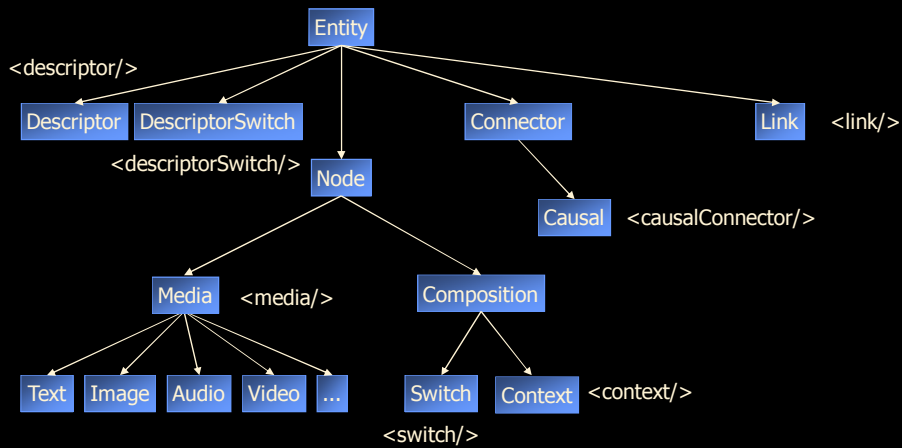 Entity
<descriptor/>
Descriptor
DescriptorSwitch
Connector
Link
<link/>
<descriptorSwitch/>
Node
Causal
<causalConnector/>
Media
<media/>
Composition
Text
Image
Audio
Video
...
Switch
Context
<context/>
<switch/>